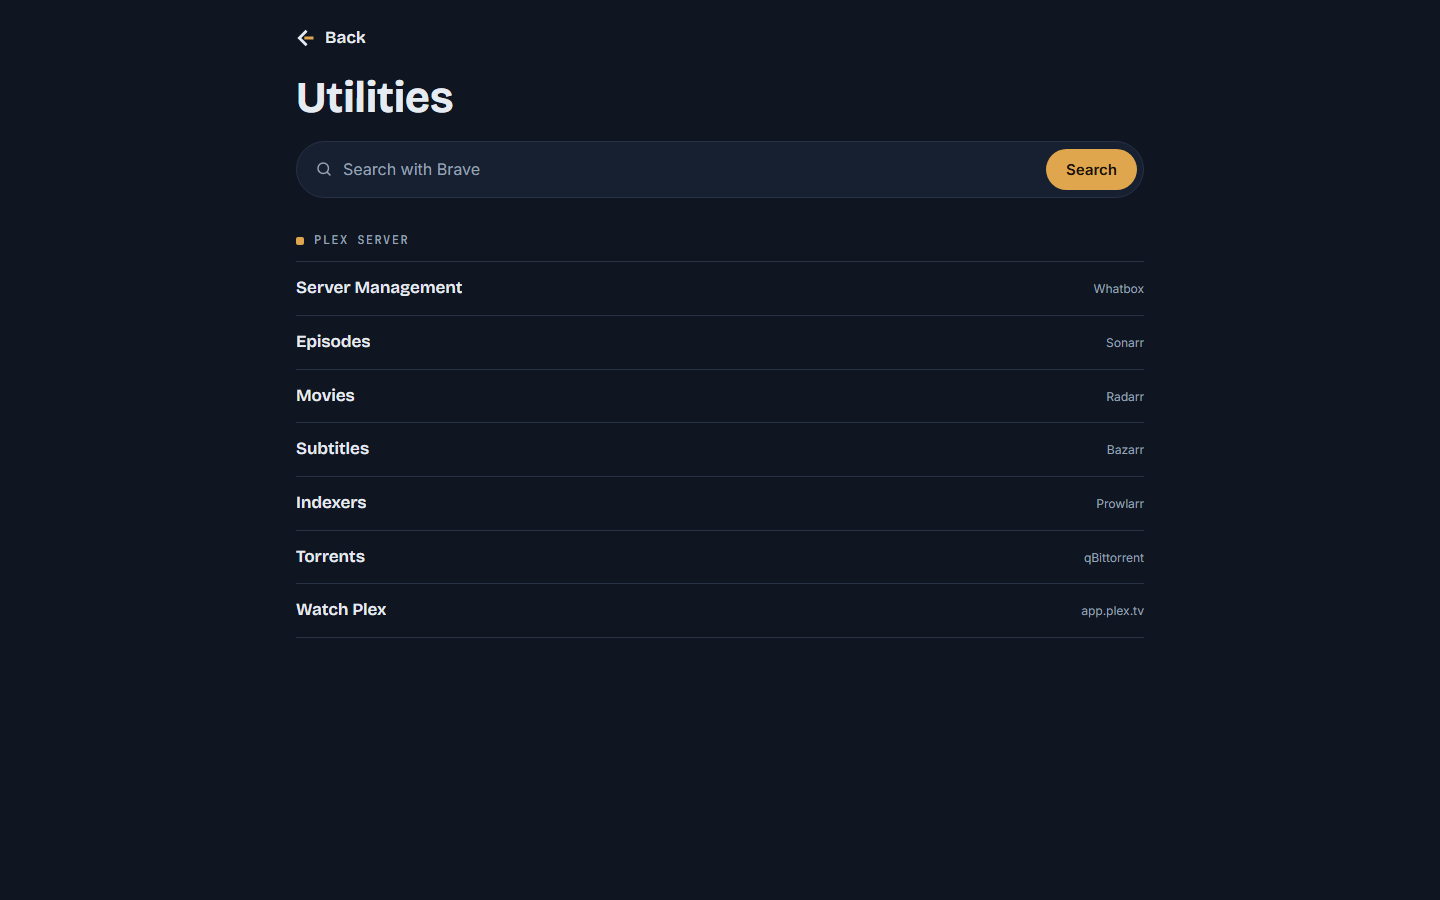 Back
Utilities
Search with Brave Search
PLEX SERVER
Server Management Whatbox
Episodes Sonarr
Movies Radarr
Subtitles Bazarr
Indexers Prowlarr
Torrents qBittorrent
Watch Plex app.plex.tv